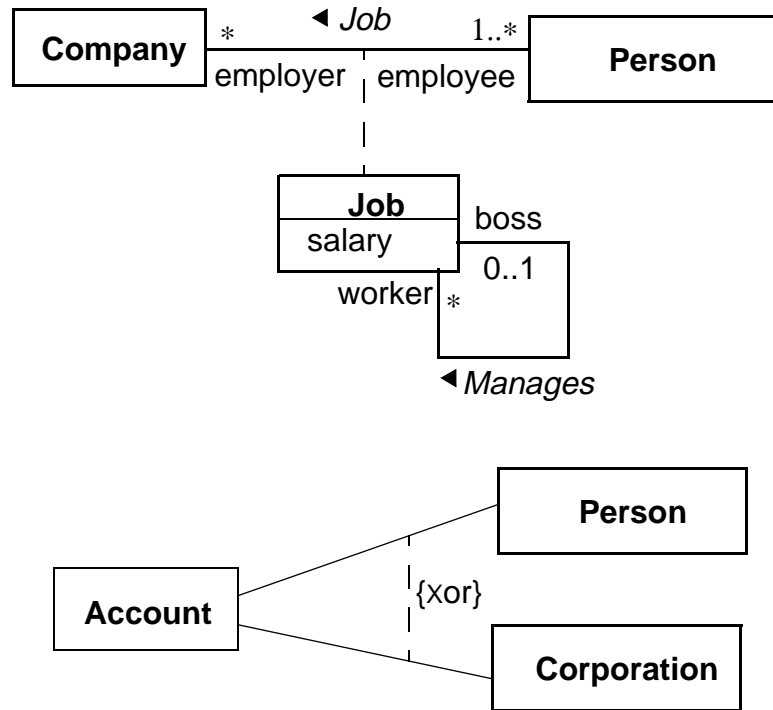 ◄ Job
Company * 1..* Person
employer employee
Job
salary
boss
0..1
worker *
◄ Manages
Person
Account {xor}
Corporation